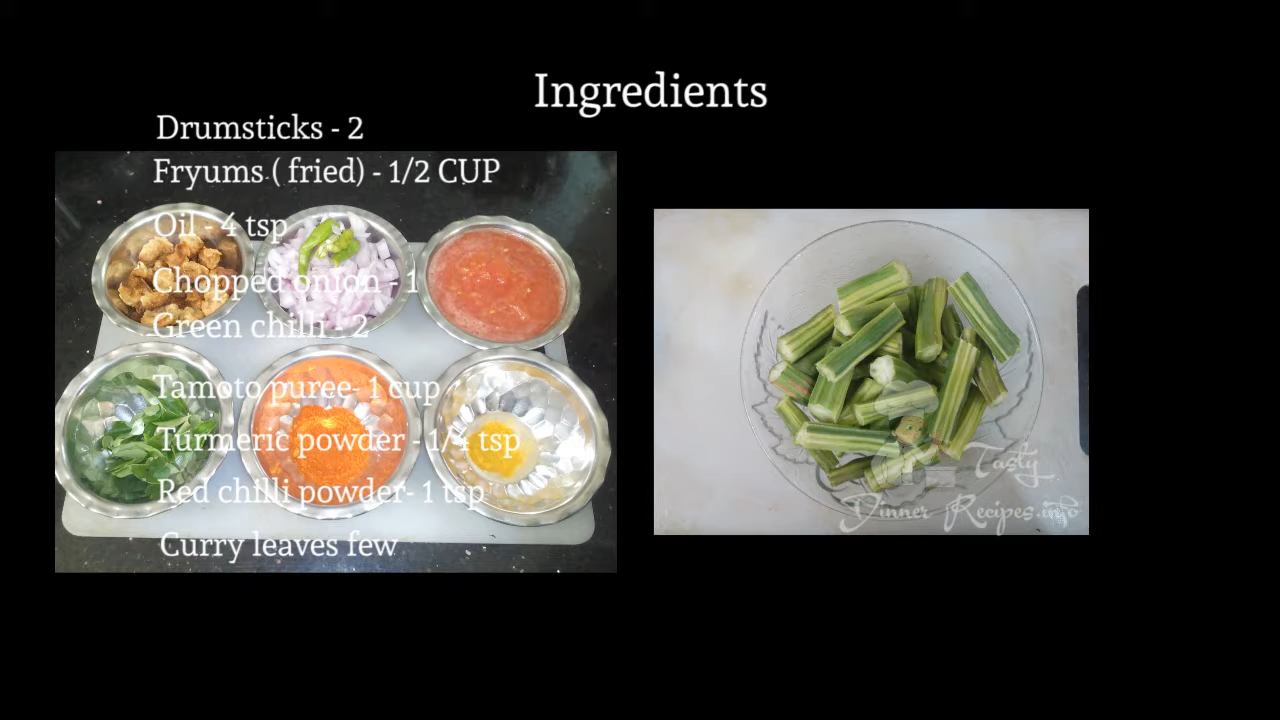 Ingredients
Drumsticks - 2
Fryums ( fried) - 1/2 CUP
Oil - 4 tsp
Chopped onion - 1
Green chilli - 2
Tamoto puree- 1 cup
Turmeric powder - 1/4 tsp
Red chilli powder- 1 tsp
Curry leaves few
Tasty
Dinner Recipes.info